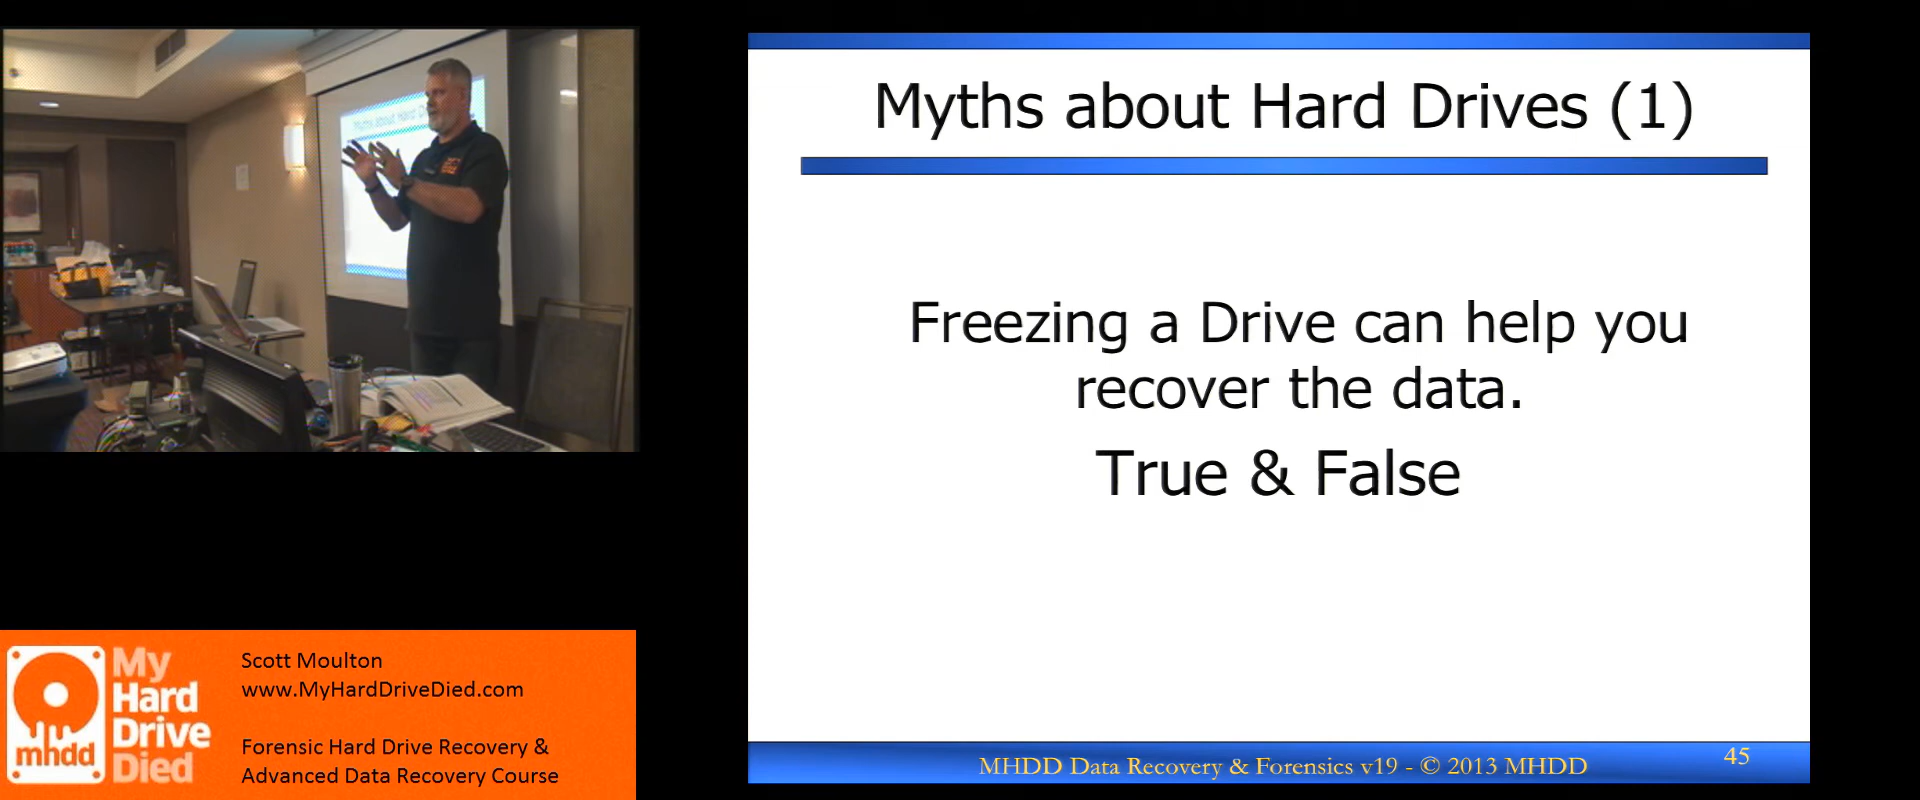 Myths about Hard Drives (1)
Freezing a Drive can help you
recover the data.
True & False
MHDD Data Recovery & Forensics v19 - © 2013 MHDD
45
My
Hard
Drive
Died
mhdd
Scott Moulton
www.MyHardDriveDied.com
Forensic Hard Drive Recovery &
Advanced Data Recovery Course